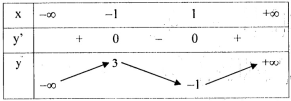 x -∞ -1 1 +∞
y' + 0 - 0 +
y 3 +∞
-∞ -1